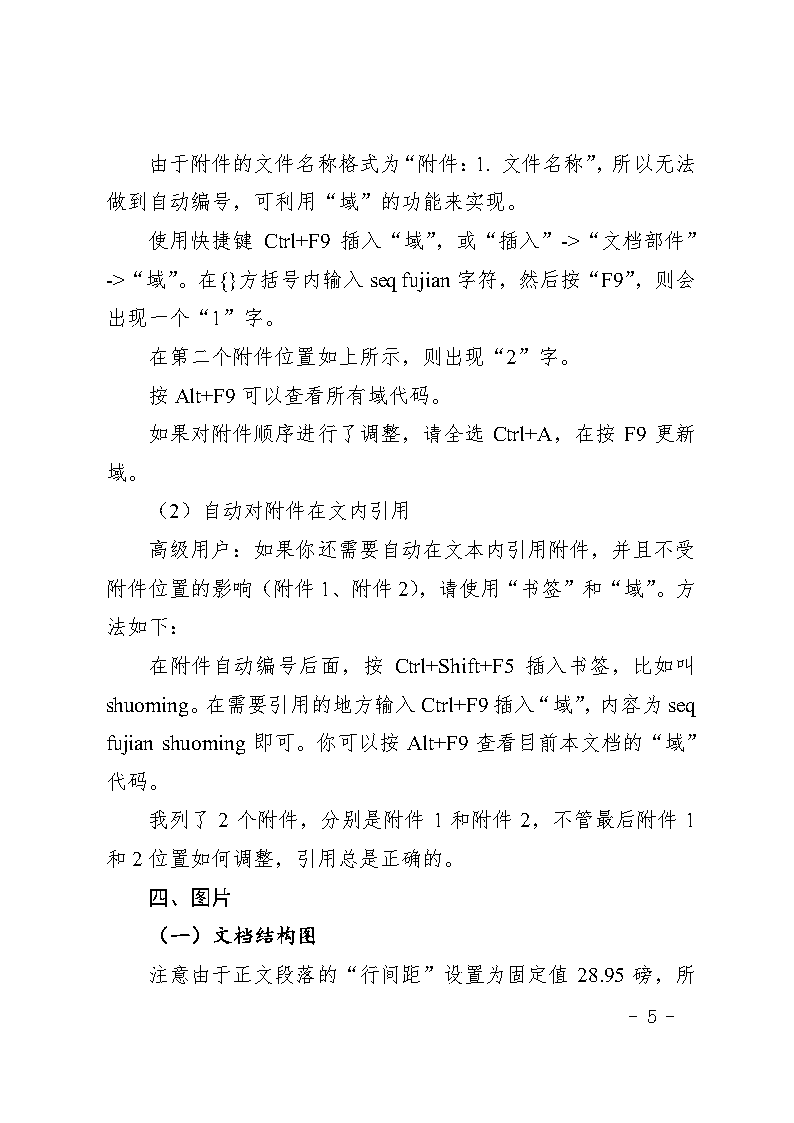 由于附件的文件名称格式为“附件：1. 文件名称”，所以无法
做到自动编号，可利用“域”的功能来实现。
使用快捷键 Ctrl+F9 插入“域”，或“插入”->“文档部件”
->“域”。在{}方括号内输入 seq fujian 字符，然后按“F9”，则会
出现一个“1”字。
在第二个附件位置如上所示，则出现“2”字。
按 Alt+F9 可以查看所有域代码。
如果对附件顺序进行了调整，请全选 Ctrl+A，在按 F9 更新
域。
（2）自动对附件在文内引用
高级用户：如果你还需要自动在文本内引用附件，并且不受
附件位置的影响（附件 1、附件 2），请使用“书签”和“域”。方
法如下：
在附件自动编号后面，按 Ctrl+Shift+F5 插入书签，比如叫
shuoming。在需要引用的地方输入 Ctrl+F9 插入“域”，内容为 seq
fujian shuoming 即可。你可以按 Alt+F9 查看目前本文档的“域”
代码。
我列了 2 个附件，分别是附件 1 和附件 2，不管最后附件 1
和 2 位置如何调整，引用总是正确的。
四、图片
（一）文档结构图
注意由于正文段落的“行间距”设置为固定值 28.95 磅，所
- 5 -